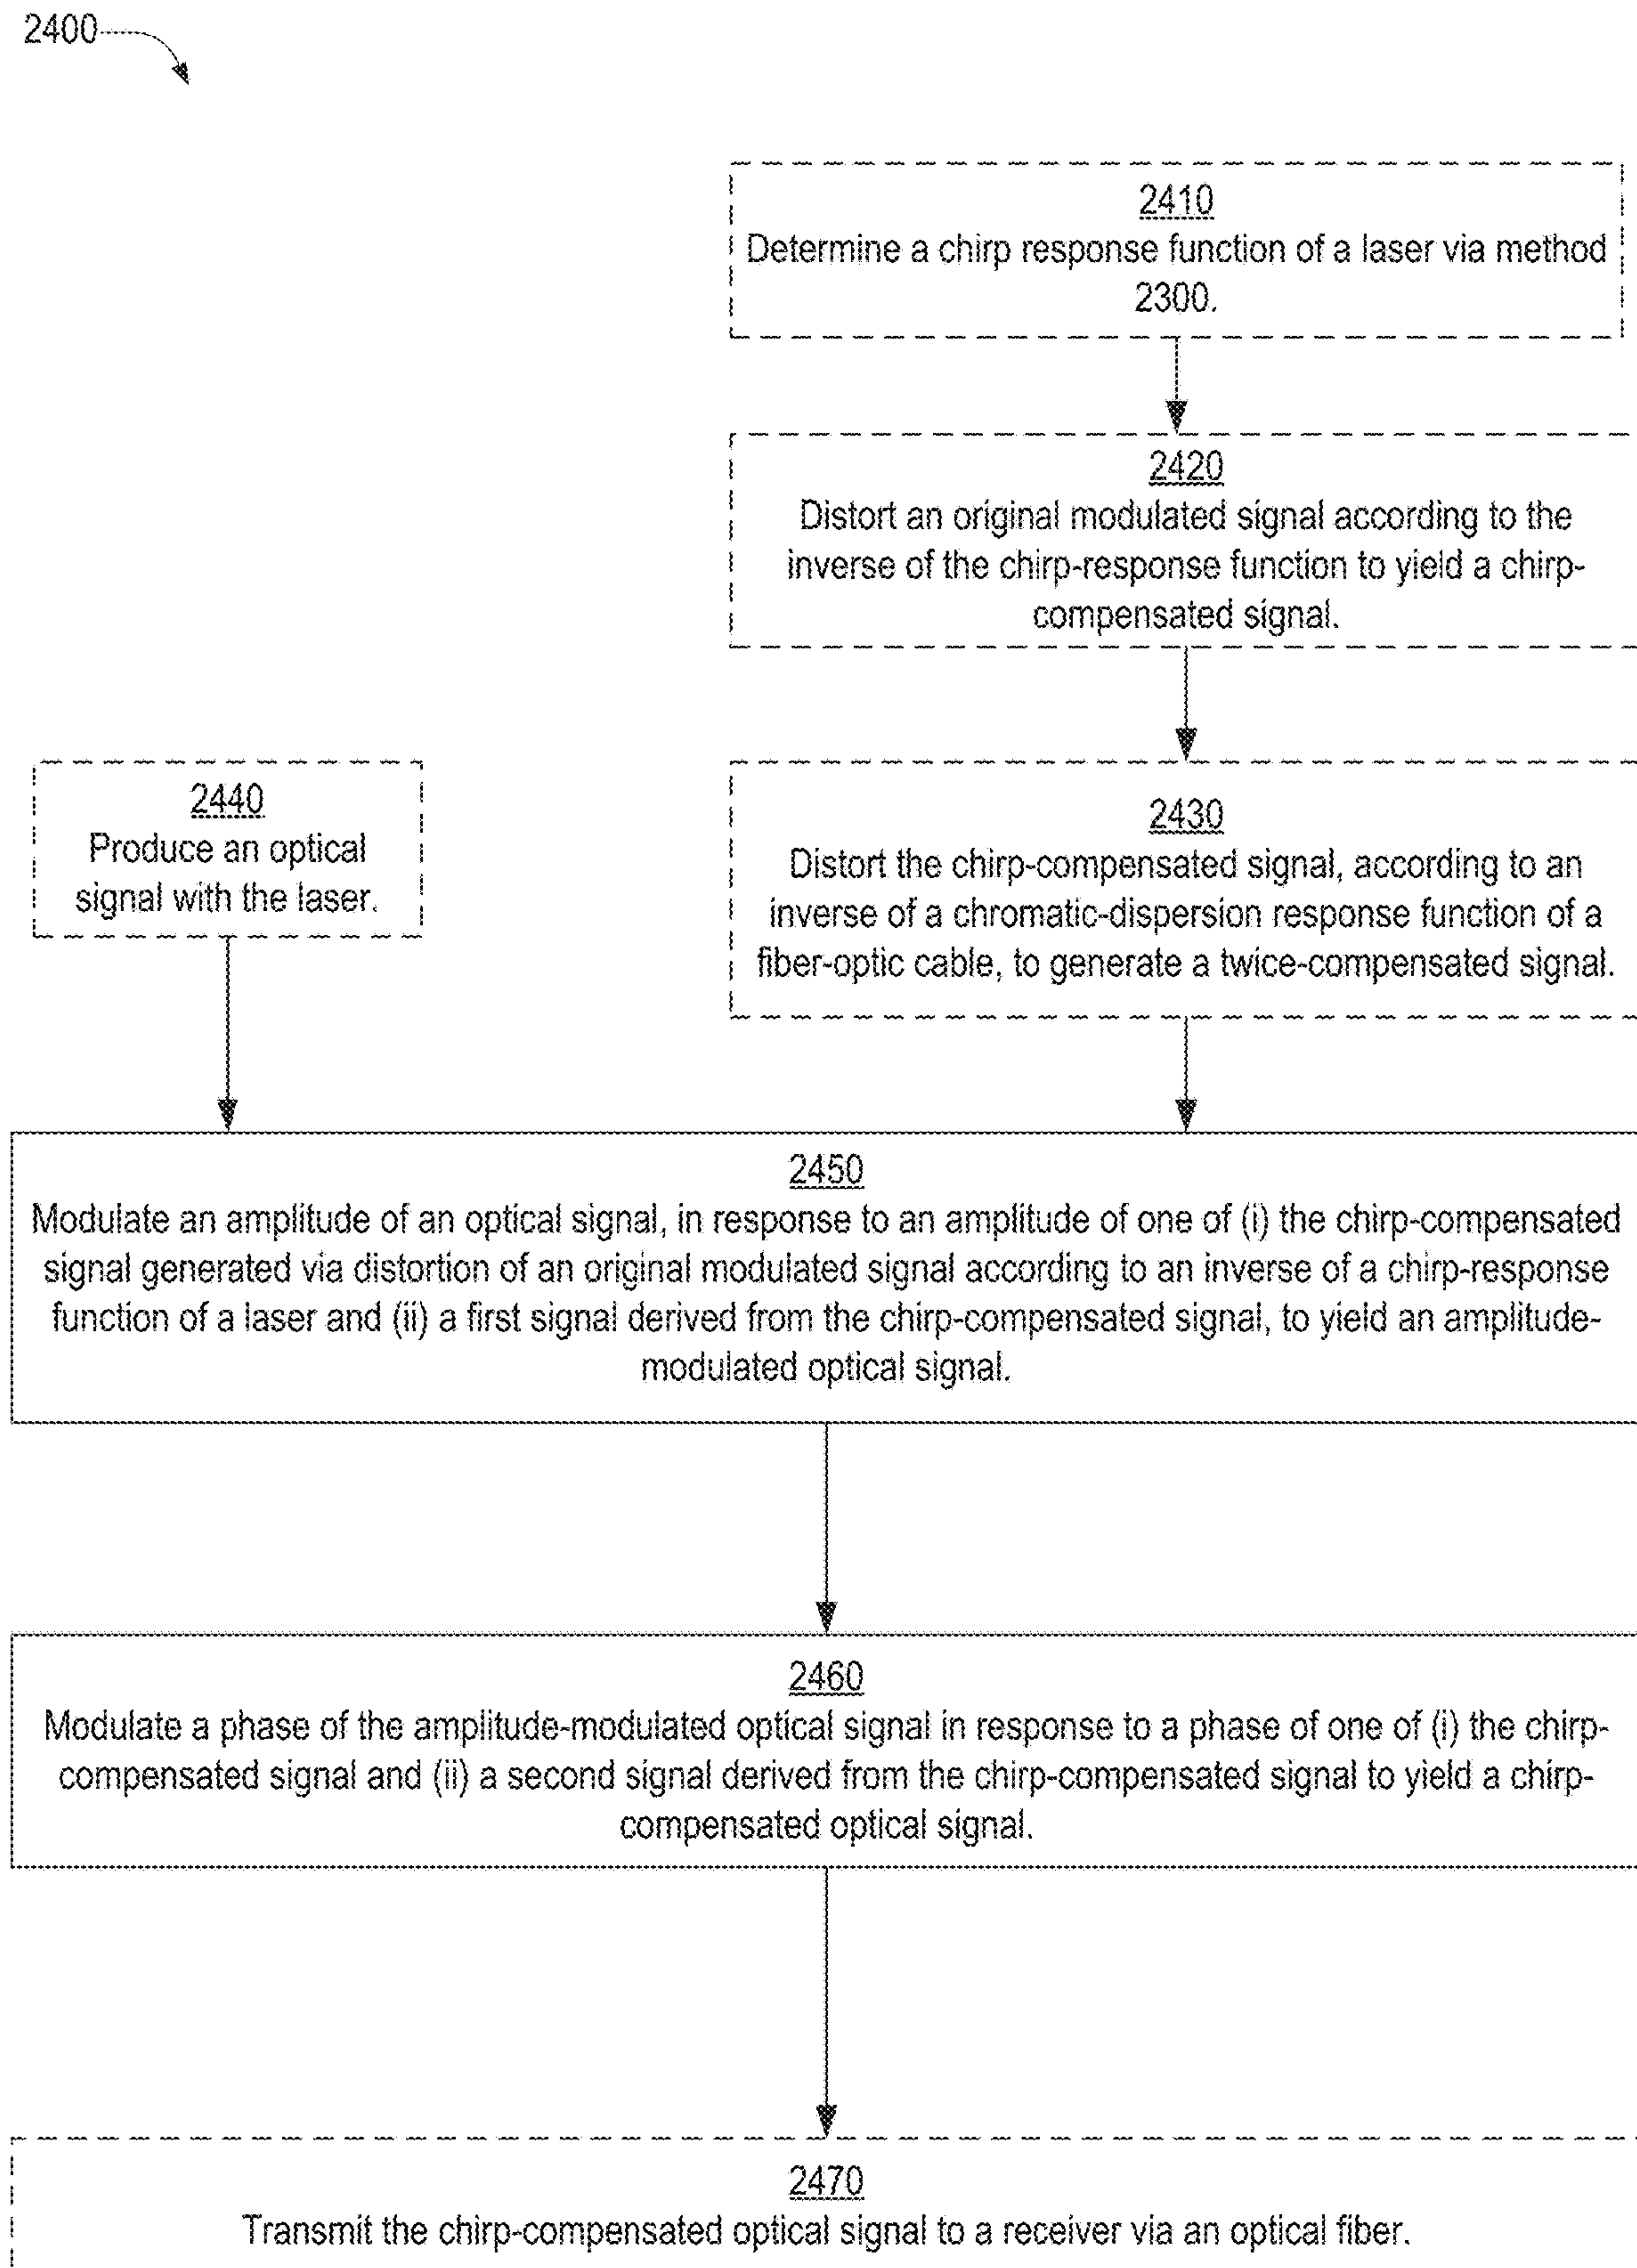 2400
2410
Determine a chirp response function of a laser via method
2300.
2420
Distort an original modulated signal according to the
inverse of the chirp-response function to yield a chirp-
compensated signal.
2440
Produce an optical
signal with the laser.
2430
Distort the chirp-compensated signal, according to an
inverse of a chromatic-dispersion response function of a
fiber-optic cable, to generate a twice-compensated signal.
2450
Modulate an amplitude of an optical signal, in response to an amplitude of one of (i) the chirp-compensated
signal generated via distortion of an original modulated signal according to an inverse of a chirp-response
function of a laser and (ii) a first signal derived from the chirp-compensated signal, to yield an amplitude-
modulated optical signal.
2460
Modulate a phase of the amplitude-modulated optical signal in response to a phase of one of (i) the chirp-
compensated signal and (ii) a second signal derived from the chirp-compensated signal to yield a chirp-
compensated optical signal.
2470
Transmit the chirp-compensated optical signal to a receiver via an optical fiber.